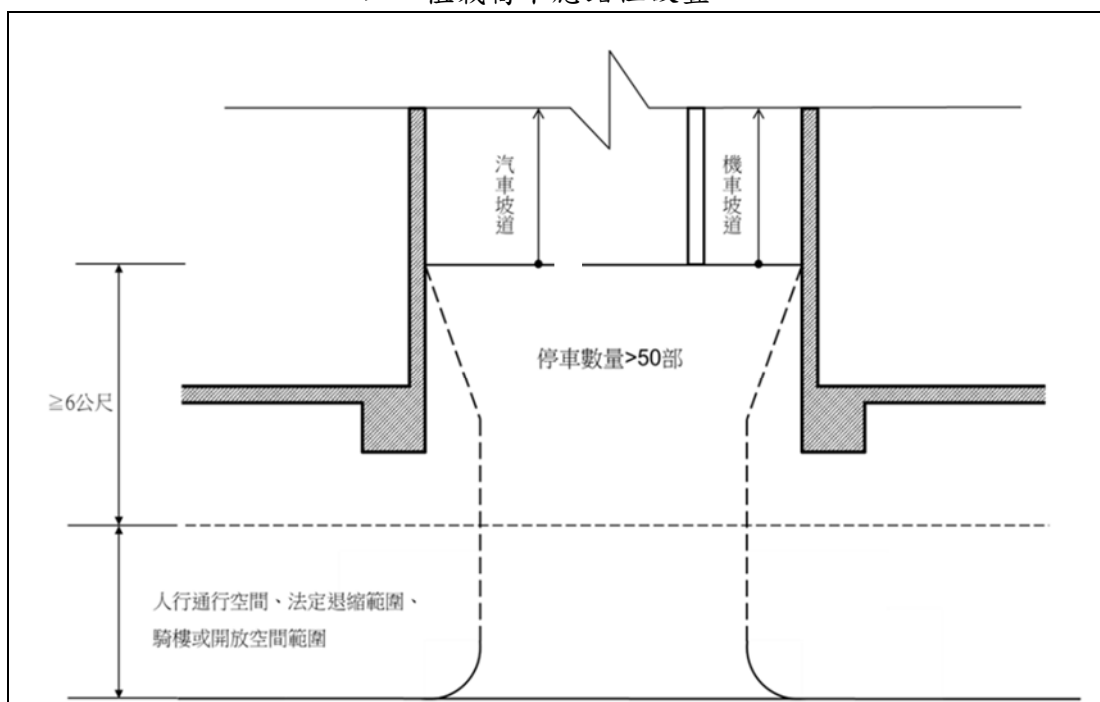 汽車坡道
機車坡道
停車數量>50部
≧6公尺
人行通行空間、法定退縮範圍、
騎樓或開放空間範圍